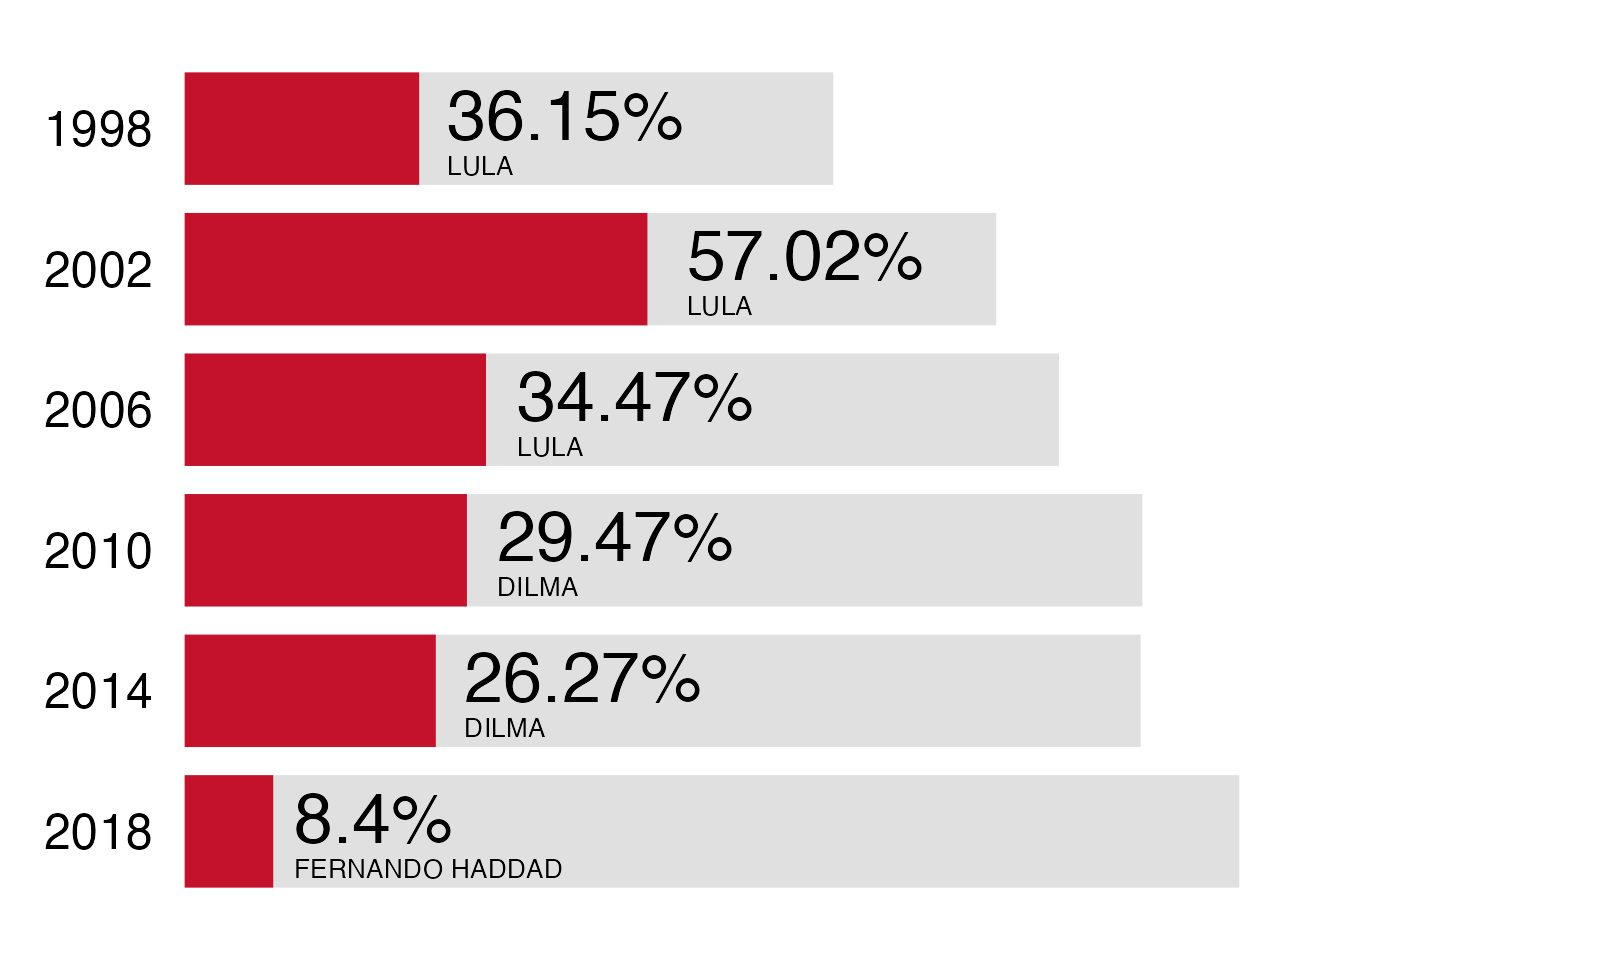 1998
36.15%
LULA
2002
57.02%
LULA
2006
34.47%
LULA
2010
29.47%
DILMA
2014
26.27%
DILMA
2018
8.4%
FERNANDO HADDAD